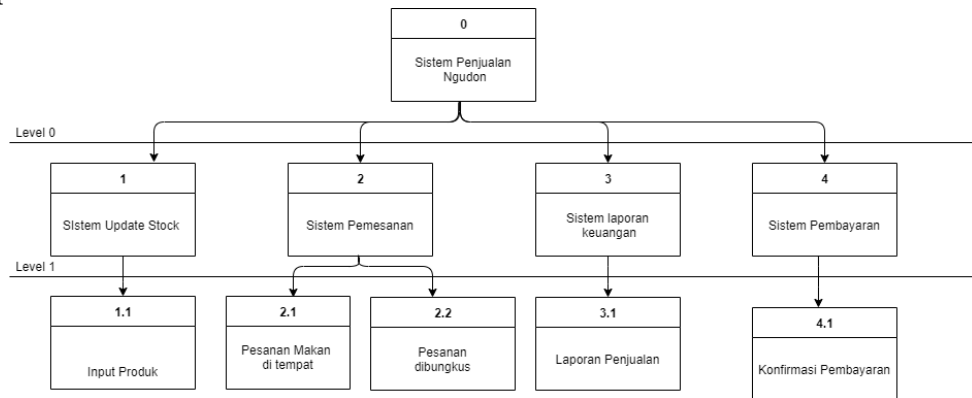 0
Sistem Penjualan
Ngudon
Level 0
1
SIstem Update Stock
2
Sistem Pemesanan
3
Sistem laporan
keuangan
4
Sistem Pembayaran
Level 1
1.1
Input Produk
2.1
Pesanan Makan
di tempat
2.2
Pesanan
dibungkus
3.1
Laporan Penjualan
4.1
Konfirmasi Pembayaran